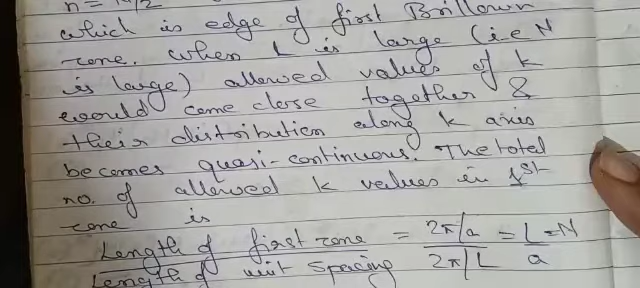 n = N/2
which is edge of first Brillouin
zone. When L is large (i.e N
is large) allowed values of k
would come close together &
their distribution along k axis
becomes quasi-continuous. The total
no. of allowed k values in 1st
zone is
Length of first zone / Length of unit spacing = 2π/a / 2π/L = L/a = N